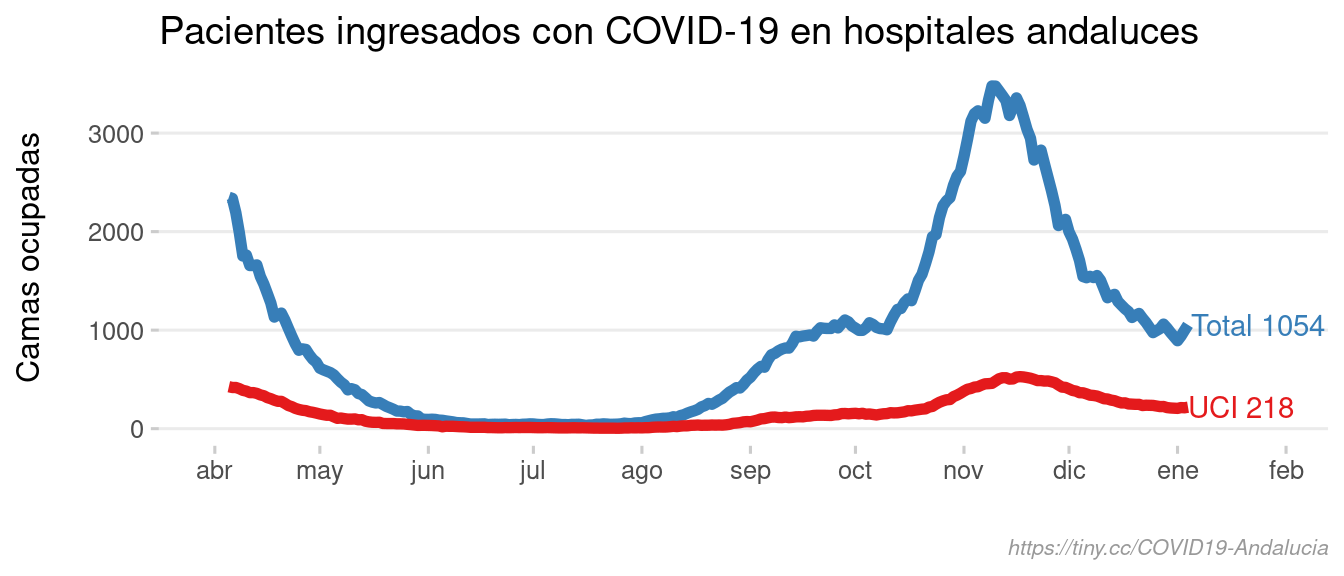 Pacientes ingresados con COVID-19 en hospitales andaluces
Camas ocupadas
3000
2000
1000
0
Total 1054
UCI 218
abr may jun jul ago sep oct nov dic ene feb
https://tiny.cc/COVID19-Andalucia